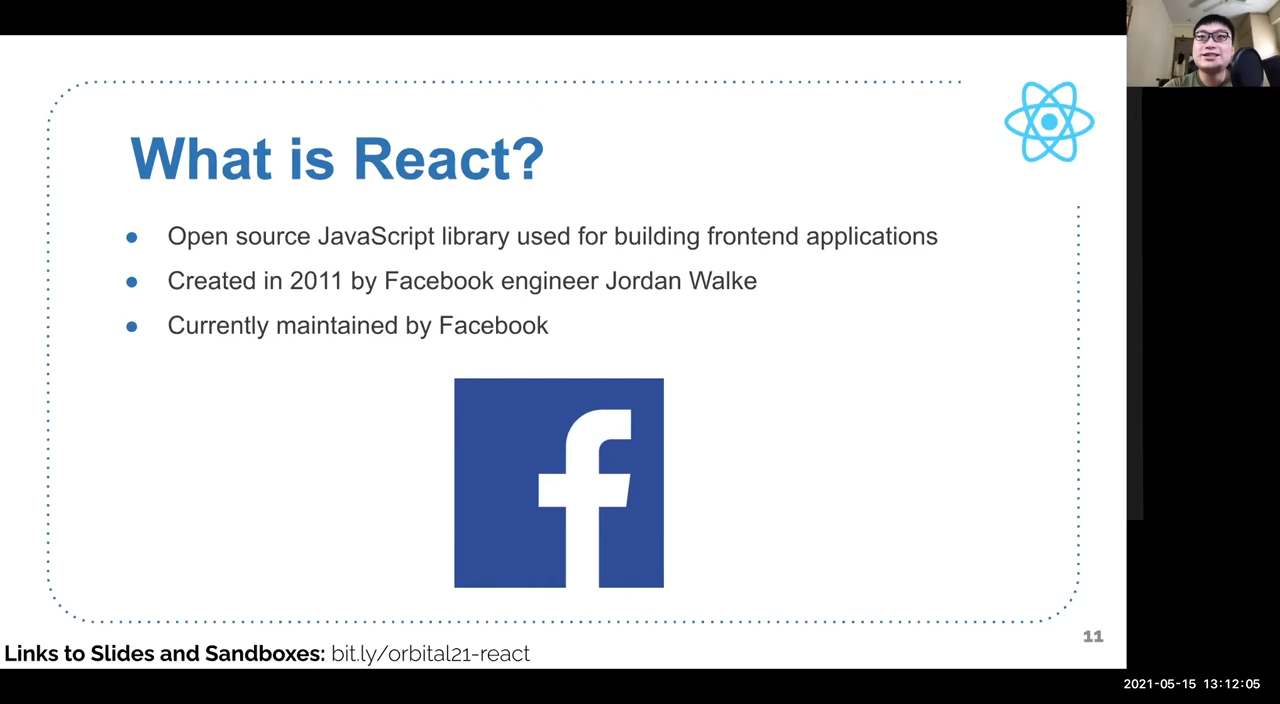 What is React?
● Open source JavaScript library used for building frontend applications
● Created in 2011 by Facebook engineer Jordan Walke
● Currently maintained by Facebook
f
11
Links to Slides and Sandboxes: bit.ly/orbital21-react
2021-05-15 13:12:05